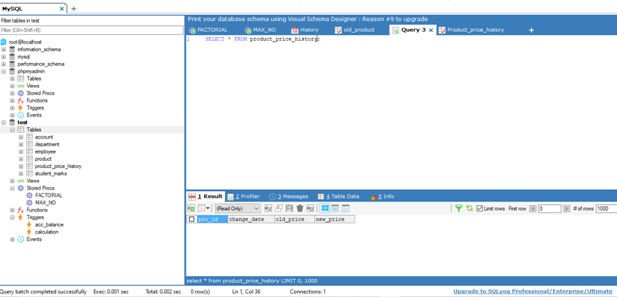 MySQL
Filter tables in test
Filter (Ctrl+Shift+B)
root@localhost
information_schema
mysql
performance_schema
phpmyadmin
Tables
Views
Stored Procs
Functions
Triggers
Events
test
Tables
account
department
employee
product
product_price_history
student_marks
Views
Stored Procs
FACTORIAL
MAX_NO
Functions
Triggers
acc_balance
calculation
Events
Print your database schema using Visual Schema Designer : Reason #9 to upgrade
FACTORIAL MAX_NO History old_product Query 3 Product_price_history
1 SELECT * FROM product_price_history;
1 Result 2 Profiler 3 Messages 4 Table Data 5 Info
(Read Only) Limit rows First row 0 # of rows 1000
pro_id change_date old_price new_price
select * from product_price_history LIMIT 0, 1000
Query batch completed successfully Exec: 0.001 sec Total: 0.002 sec 0 row(s) Ln 1, Col 36 Connections: 1 Upgrade to SQLyog Professional/Enterprise/Ultimate